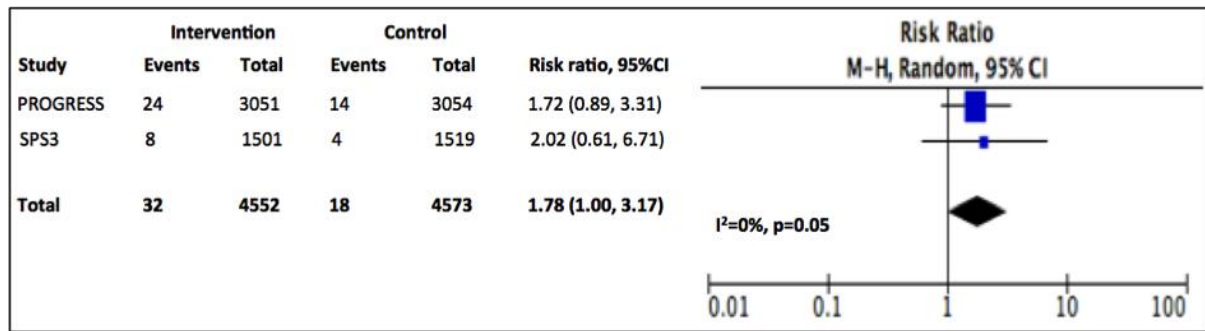 Intervention Control Risk Ratio
Study Events Total Events Total Risk ratio, 95%CI M-H, Random, 95% CI
PROGRESS 24 3051 14 3054 1.72 (0.89, 3.31)
SPS3 8 1501 4 1519 2.02 (0.61, 6.71)
Total 32 4552 18 4573 1.78 (1.00, 3.17)
I²=0%, p=0.05
0.01 0.1 1 10 100